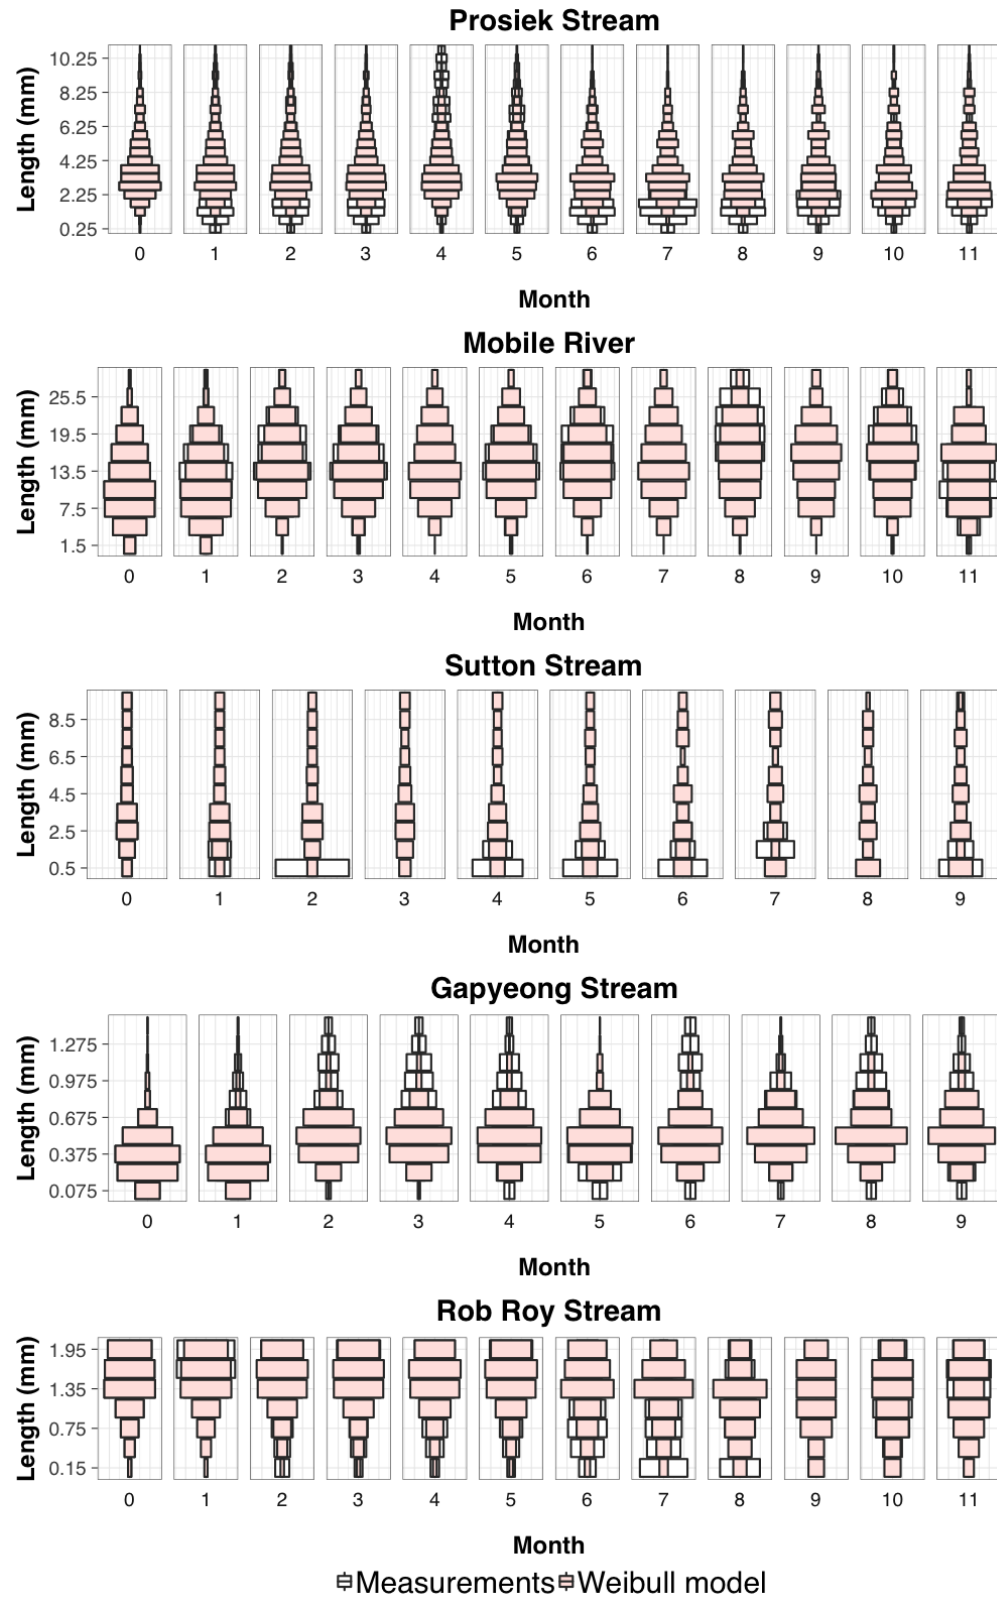 Prosiek Stream
Length (mm)
10.25
8.25
6.25
4.25
2.25
0.25
0 1 2 3 4 5 6 7 8 9 10 11
Month
Mobile River
Length (mm)
25.5
19.5
13.5
7.5
1.5
0 1 2 3 4 5 6 7 8 9 10 11
Month
Sutton Stream
Length (mm)
8.5
6.5
4.5
2.5
0.5
0 1 2 3 4 5 6 7 8 9
Month
Gapyeong Stream
Length (mm)
1.275
0.975
0.675
0.375
0.075
0 1 2 3 4 5 6 7 8 9
Month
Rob Roy Stream
Length (mm)
1.95
1.35
0.75
0.15
0 1 2 3 4 5 6 7 8 9 10 11
Month
Measurements Weibull model